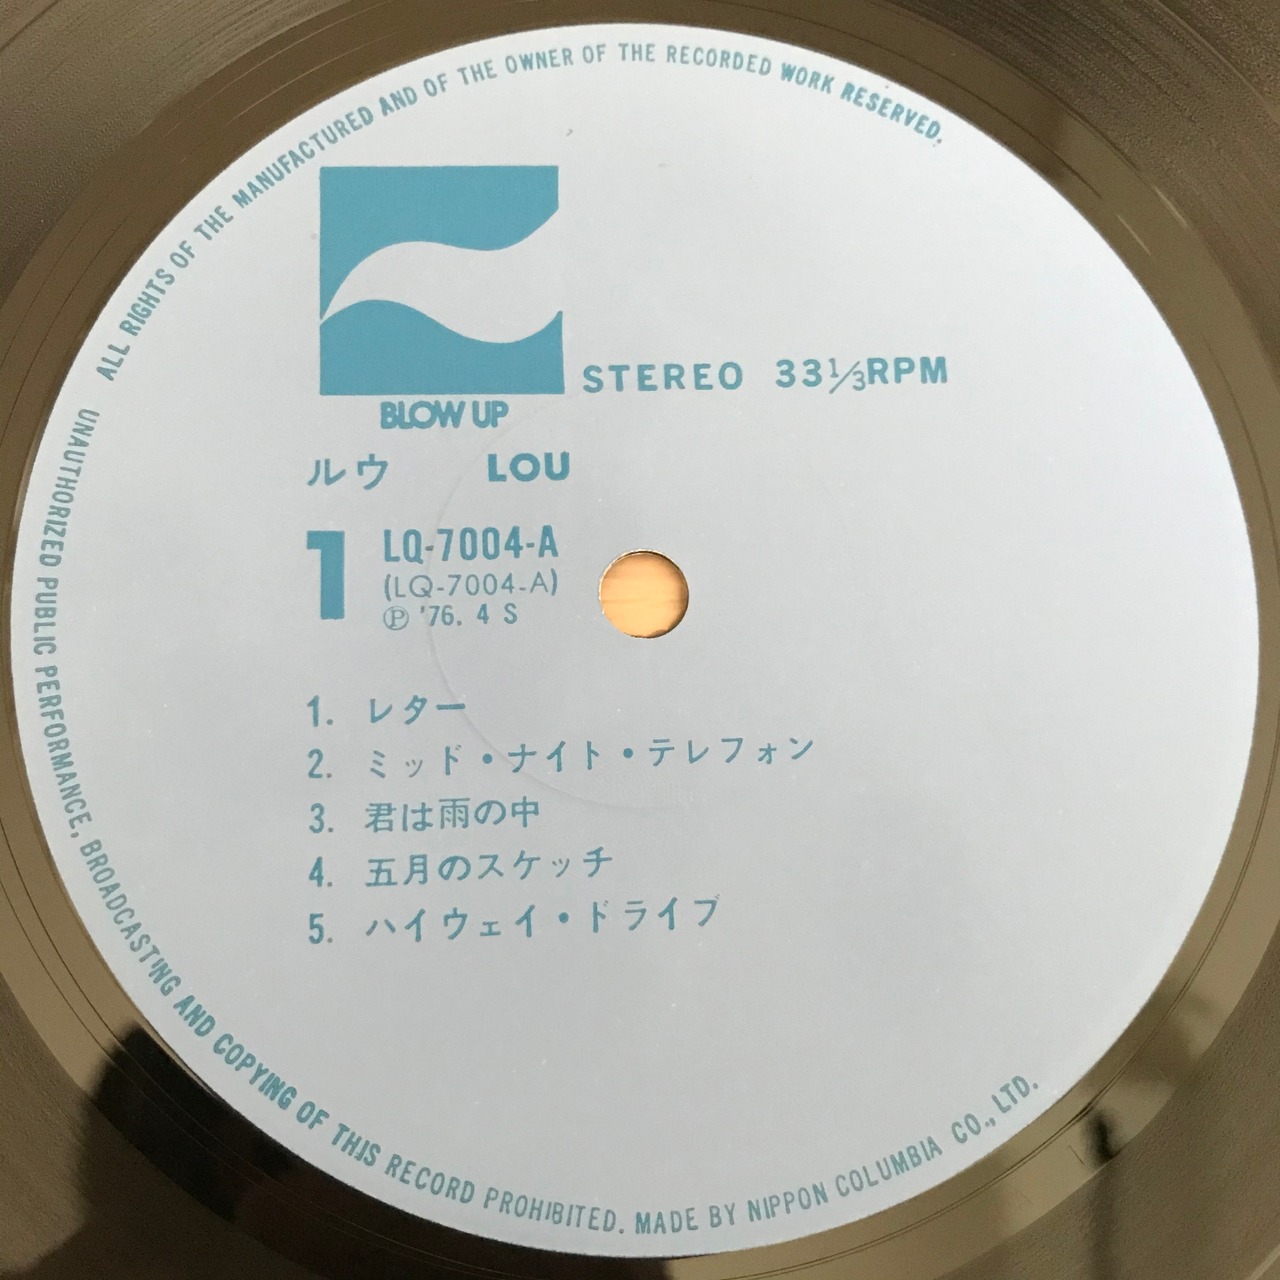 ALL RIGHTS OF THE MANUFACTURED AND OF THE OWNER OF THE RECORDED WORK RESERVED.
UNAUTHORIZED PUBLIC PERFORMANCE, BROADCASTING AND COPYING OF THIS RECORD PROHIBITED. MADE BY NIPPON COLUMBIA CO., LTD.
BLOW UP
STEREO 33 1/3 RPM
ルウ LOU
1
LQ-7004-A
(LQ-7004-A)
Ⓟ '76. 4 S
1. レター
2. ミッド・ナイト・テレフォン
3. 君は雨の中
4. 五月のスケッチ
5. ハイウェイ・ドライブ